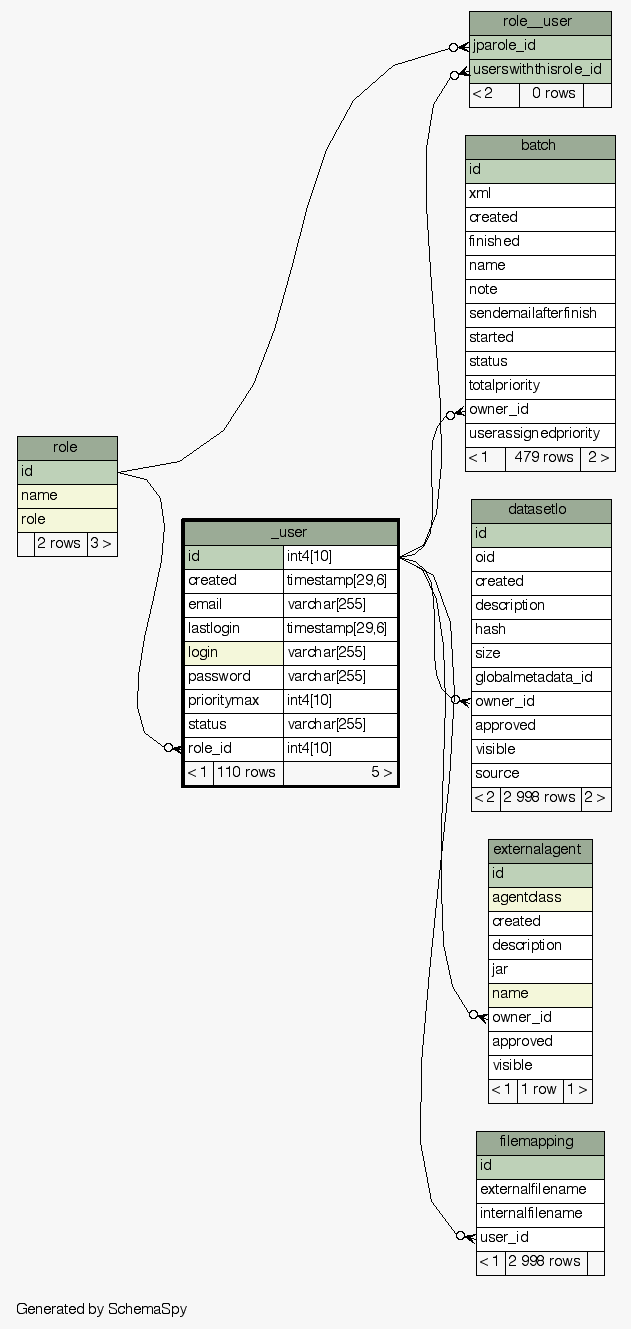 role__user
jparole_id
userswiththisrole_id
< 2 0 rows
batch
id
xml
created
finished
name
note
sendemailafterfinish
started
status
totalpriority
owner_id
userassignedpriority
< 1 479 rows 2 >
role
id
name
role
2 rows 3 >
_user
id int4[10]
created timestamp[29,6]
email varchar[255]
lastlogin timestamp[29,6]
login varchar[255]
password varchar[255]
prioritymax int4[10]
status varchar[255]
role_id int4[10]
< 1 110 rows 5 >
datasetlo
id
oid
created
description
hash
size
globalmetadata_id
owner_id
approved
visible
source
< 2 2 998 rows 2 >
externalagent
id
agentclass
created
description
jar
name
owner_id
approved
visible
< 1 1 row 1 >
filemapping
id
externalfilename
internalfilename
user_id
< 1 2 998 rows
Generated by SchemaSpy